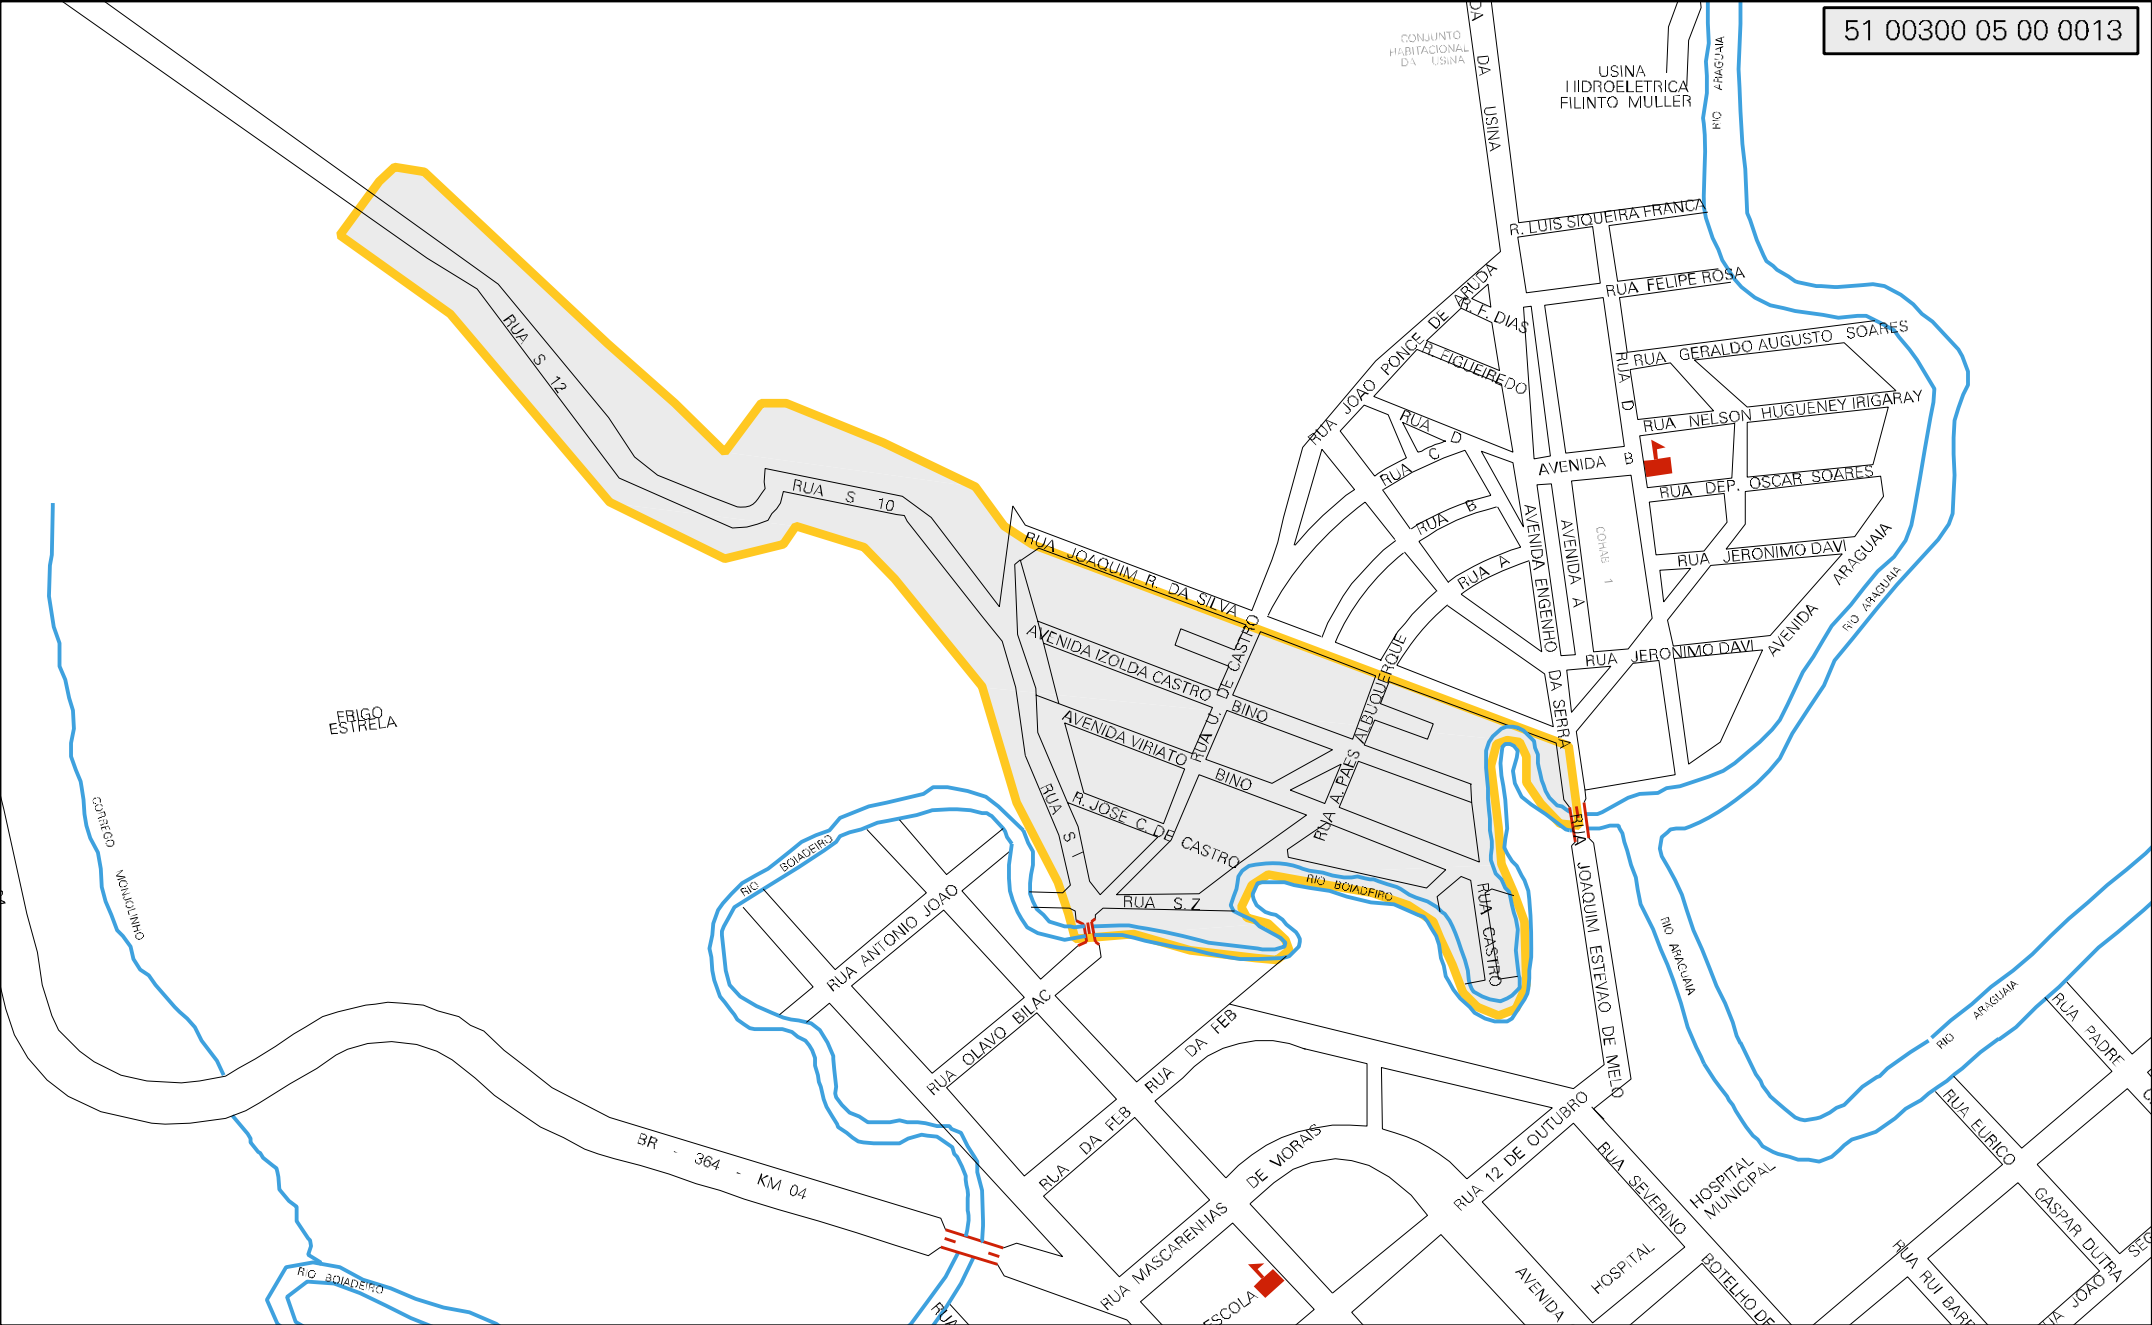 51 00300 05 00 0013
CONJUNTO
HABITACIONAL
DA USINA
DA DA USINA
USINA
HIDROELETRICA
FILINTO MULLER
RIO ARAGUAIA
R. LUIS SIQUEIRA FRANCA
RUA FELIPE ROSA
RUA GERALDO AUGUSTO SOARES
RUA NELSON HUGUENEY IRIGARAY
RUA D
AVENIDA B
RUA DEP. OSCAR SOARES
RUA JERONIMO DAVI
RUA JERONIMO DAVI
AVENIDA ARAGUAIA
RIO ARAGUAIA
COHAB 1
AVENIDA A
AVENIDA ENGENHO
DA SERRA
RUA JOAO PONCE DE ARUDA
R. F. DIAS
R. FIGUEIREDO
RUA D
RUA C
RUA B
RUA A
RUA S 12
RUA S 10
RUA JOAQUIM R. DA SILVA
AVENIDA IZOLDA CASTRO BINO
AVENIDA VIRIATO BINO
RUA U. DE CASTRO
RUA A. PAES ALBUQUERQUE
R. JOSE C. DE CASTRO
RUA S I
RUA S. Z
RIO BOIADEIRO
RUA CASTRO
RUA JOAQUIM ESTEVAO DE MELO
FRIGO
ESTRELA
CORREGO MONJOLINHO
RIO BOIADEIRO
RUA ANTONIO JOAO
RUA OLAVO BILAC
RUA DA FEB
RUA DA FEB
RUA MASCARENHAS DE MORAIS
RUA 12 DE OUTUBRO
RUA SEVERINO BOTELHO DE
HOSPITAL
MUNICIPAL
HOSPITAL
AVENIDA
ESCOLA
BR - 364 - KM 04
RIO BOIADEIRO
RUA
RIO ARAGUAIA
RIO ARAGUAIA
RUA PADRE
RUA EURICO GASPAR DUTRA
RUA RUI BARB
UA JOAO SEG